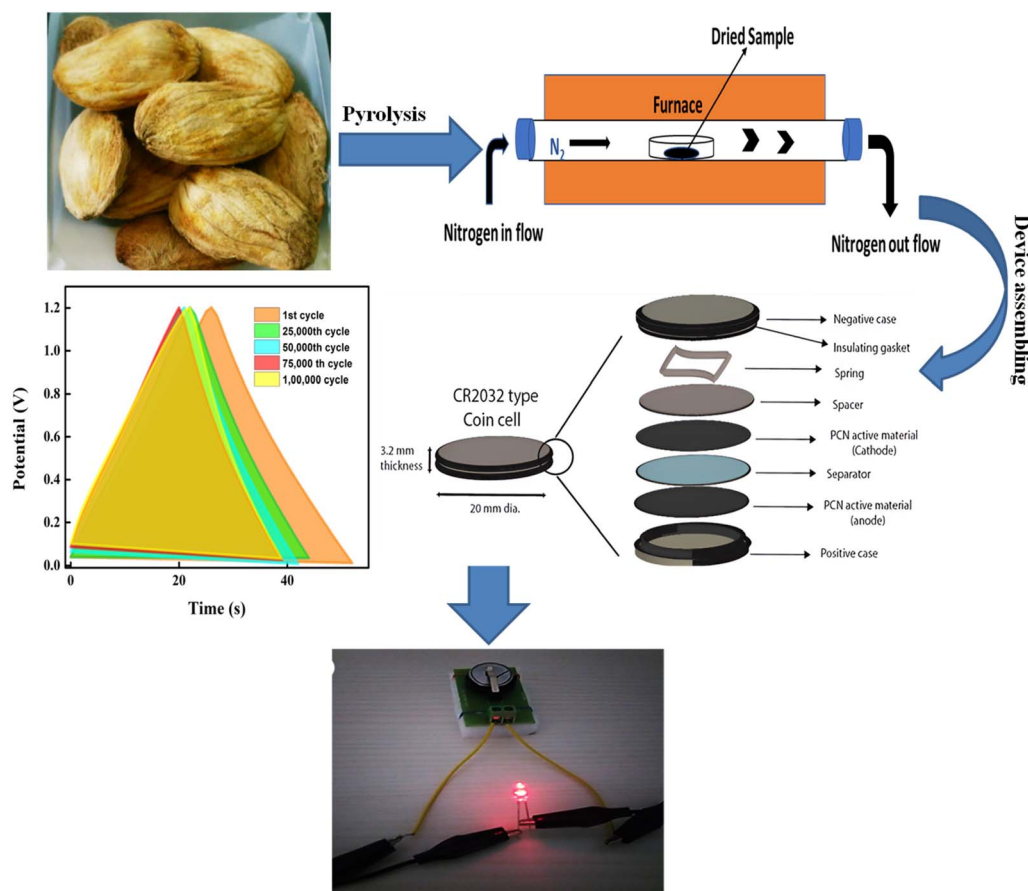 Pyrolysis
Dried Sample
Furnace
N2
Nitrogen in flow
Nitrogen out flow
Device assembling
Potential (V)
1.2
1.0
0.8
0.6
0.4
0.2
0.0
0
20
40
Time (s)
1st cycle
25,000th cycle
50,000th cycle
75,000 th cycle
1,00,000 cycle
CR2032 type
Coin cell
3.2 mm
thickness
20 mm dia.
Negative case
Insulating gasket
Spring
Spacer
PCN active material
(Cathode)
Separator
PCN active material
(anode)
Positive case